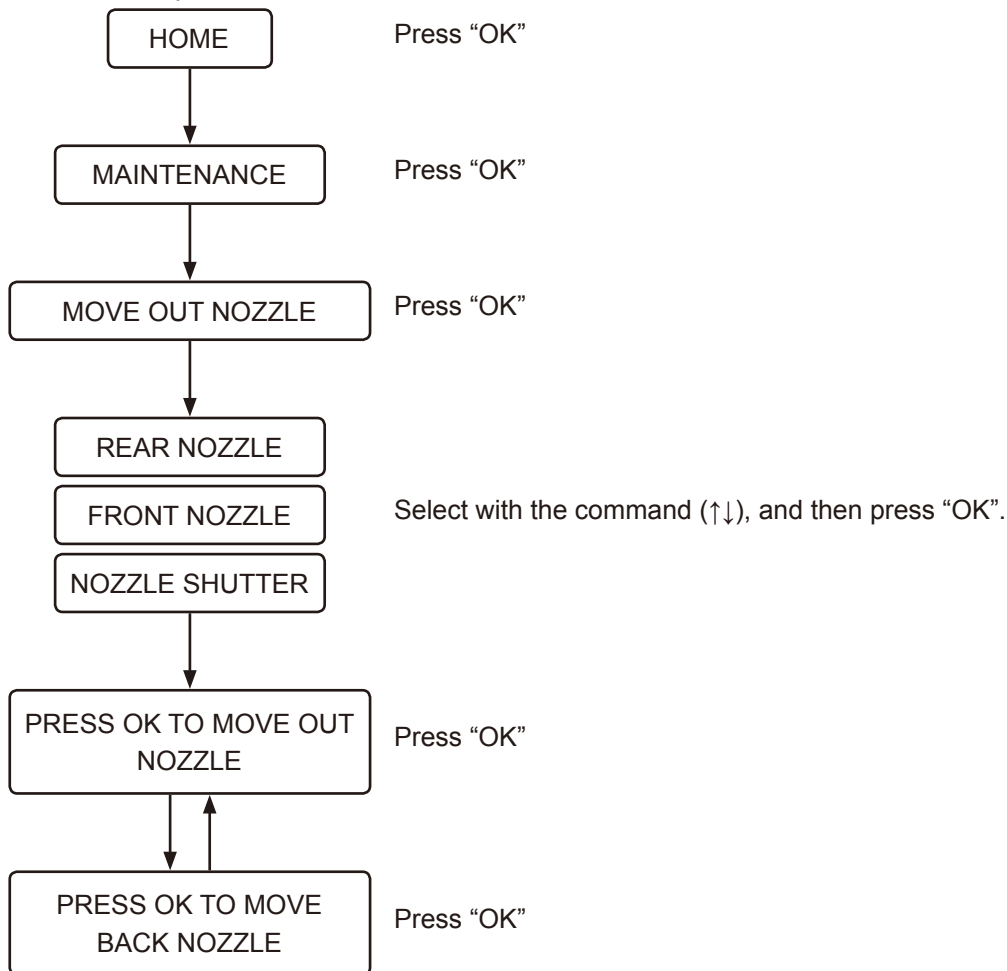 HOME
Press “OK”
MAINTENANCE
Press “OK”
MOVE OUT NOZZLE
Press “OK”
REAR NOZZLE
FRONT NOZZLE
Select with the command (↑↓), and then press “OK”.
NOZZLE SHUTTER
PRESS OK TO MOVE OUT
NOZZLE
Press “OK”
PRESS OK TO MOVE
BACK NOZZLE
Press “OK”